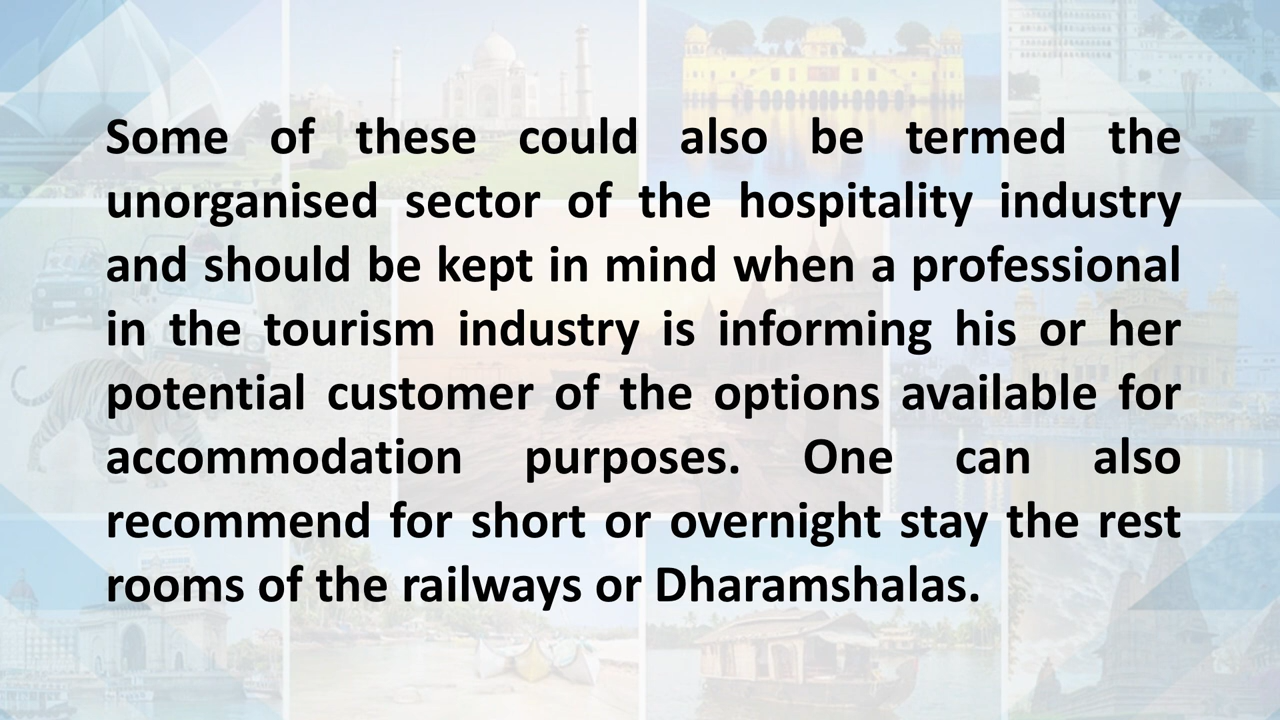 Some of these could also be termed the
unorganised sector of the hospitality industry
and should be kept in mind when a professional
in the tourism industry is informing his or her
potential customer of the options available for
accommodation purposes. One can also
recommend for short or overnight stay the rest
rooms of the railways or Dharamshalas.